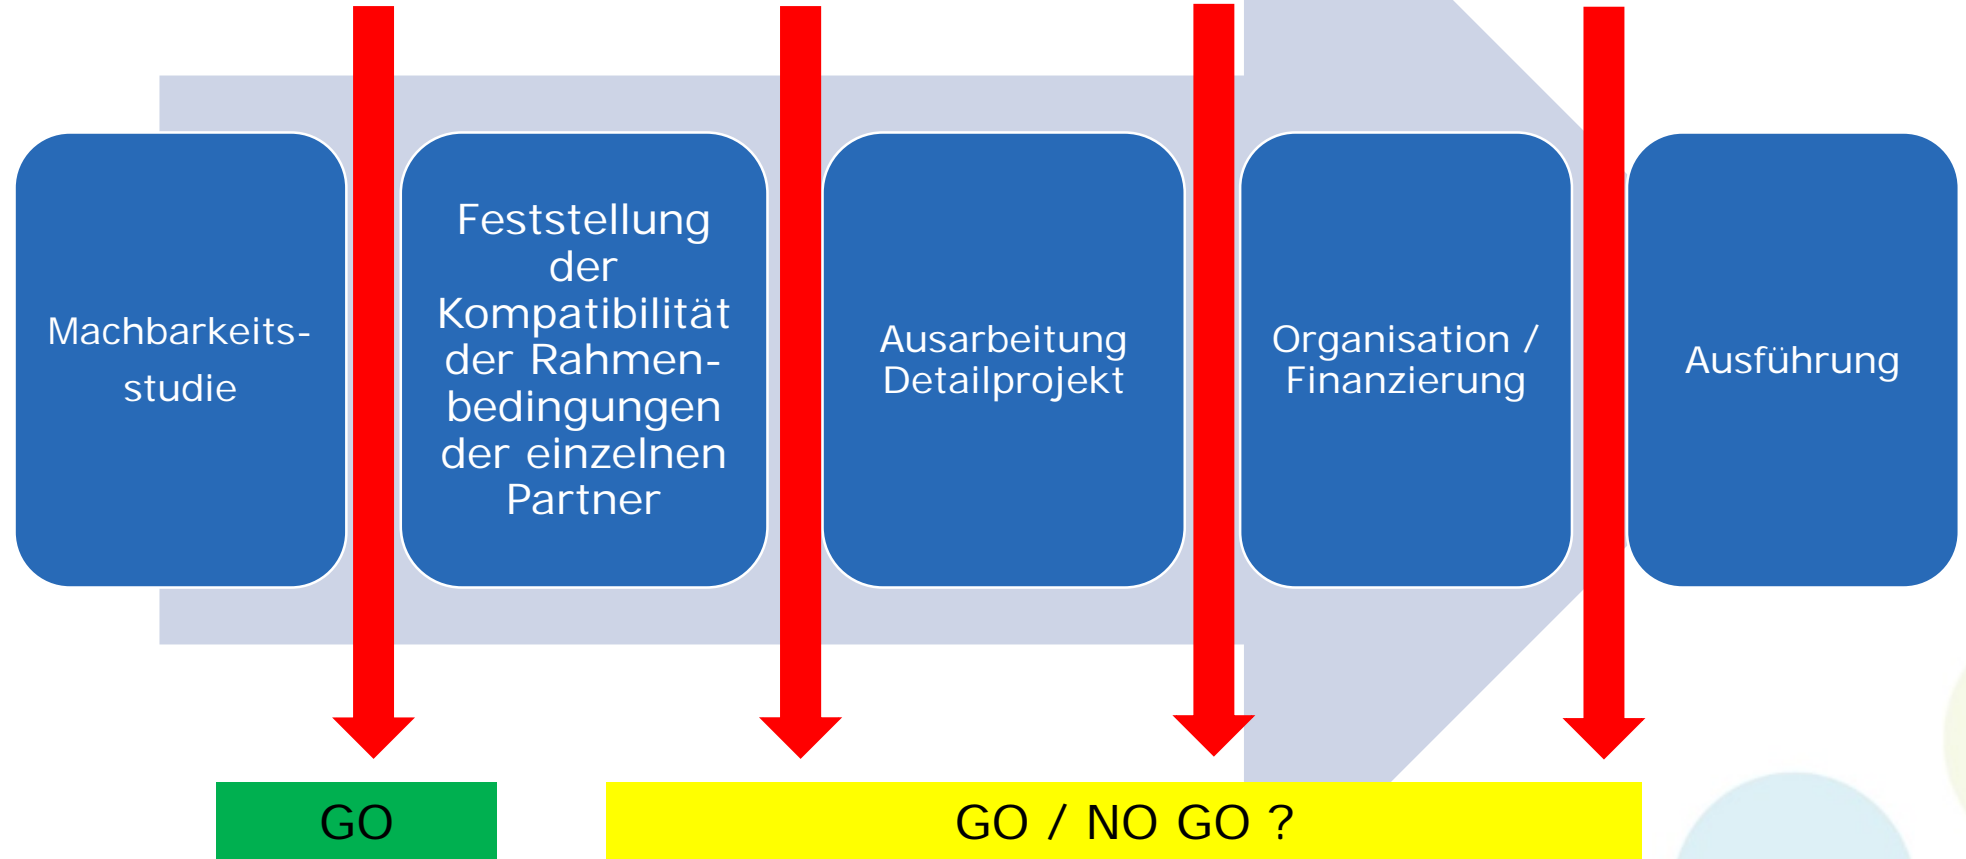 Machbarkeits-
studie
Feststellung
der
Kompatibilität
der Rahmen-
bedingungen
der einzelnen
Partner
Ausarbeitung
Detailprojekt
Organisation /
Finanzierung
Ausführung
GO
GO / NO GO ?